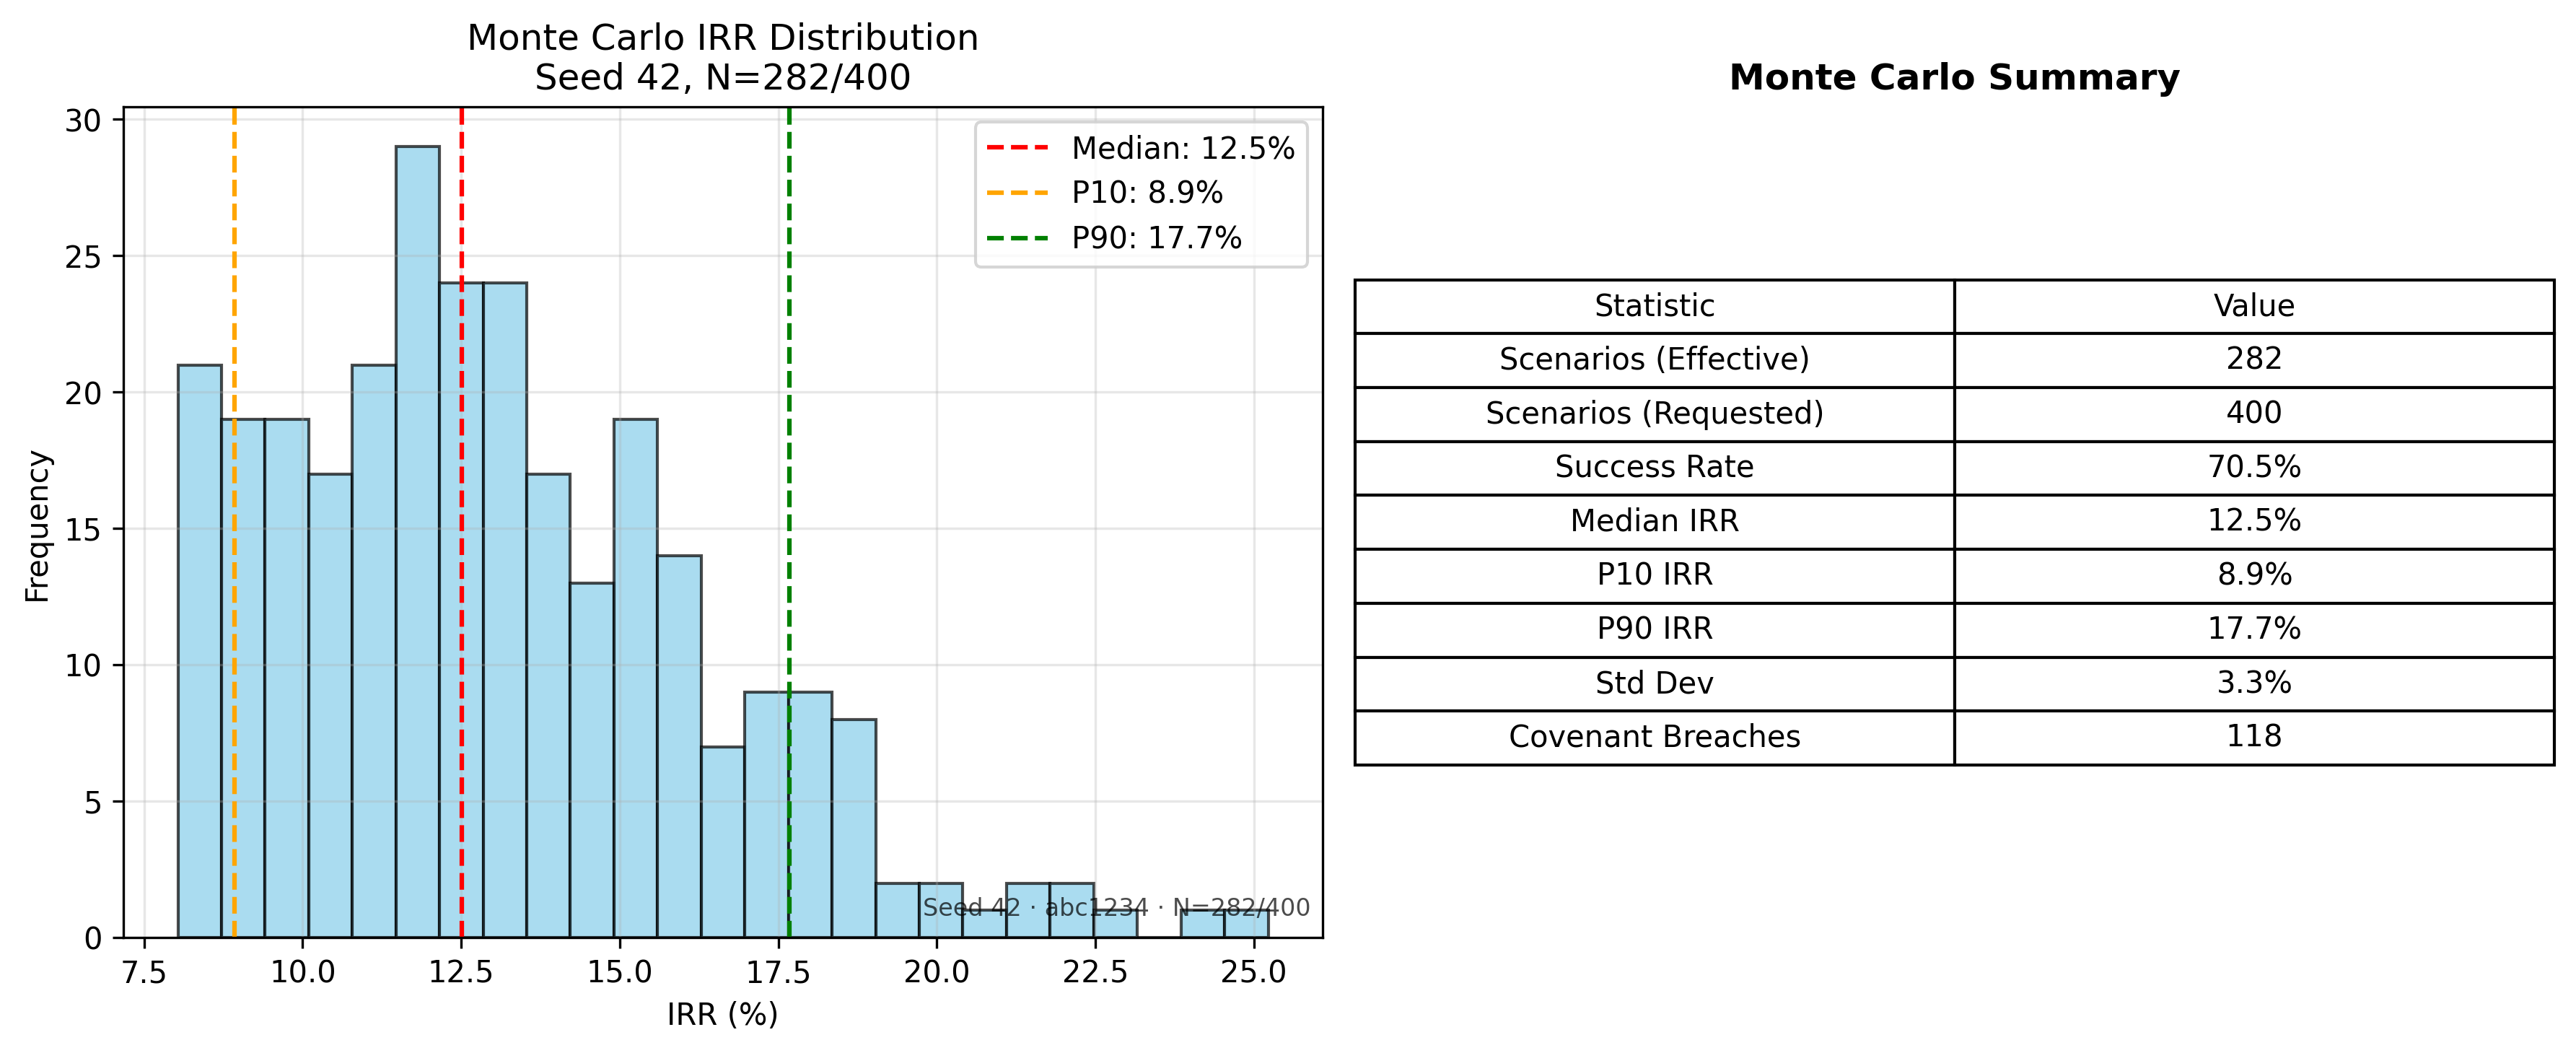 Monte Carlo IRR Distribution
Seed 42, N=282/400
Median: 12.5%
P10: 8.9%
P90: 17.7%
30
25
20
15
10
5
0
Frequency
Seed 42 · abc1234 · N=282/400
7.5 10.0 12.5 15.0 17.5 20.0 22.5 25.0
IRR (%)
Monte Carlo Summary
Statistic Value
Scenarios (Effective) 282
Scenarios (Requested) 400
Success Rate 70.5%
Median IRR 12.5%
P10 IRR 8.9%
P90 IRR 17.7%
Std Dev 3.3%
Covenant Breaches 118